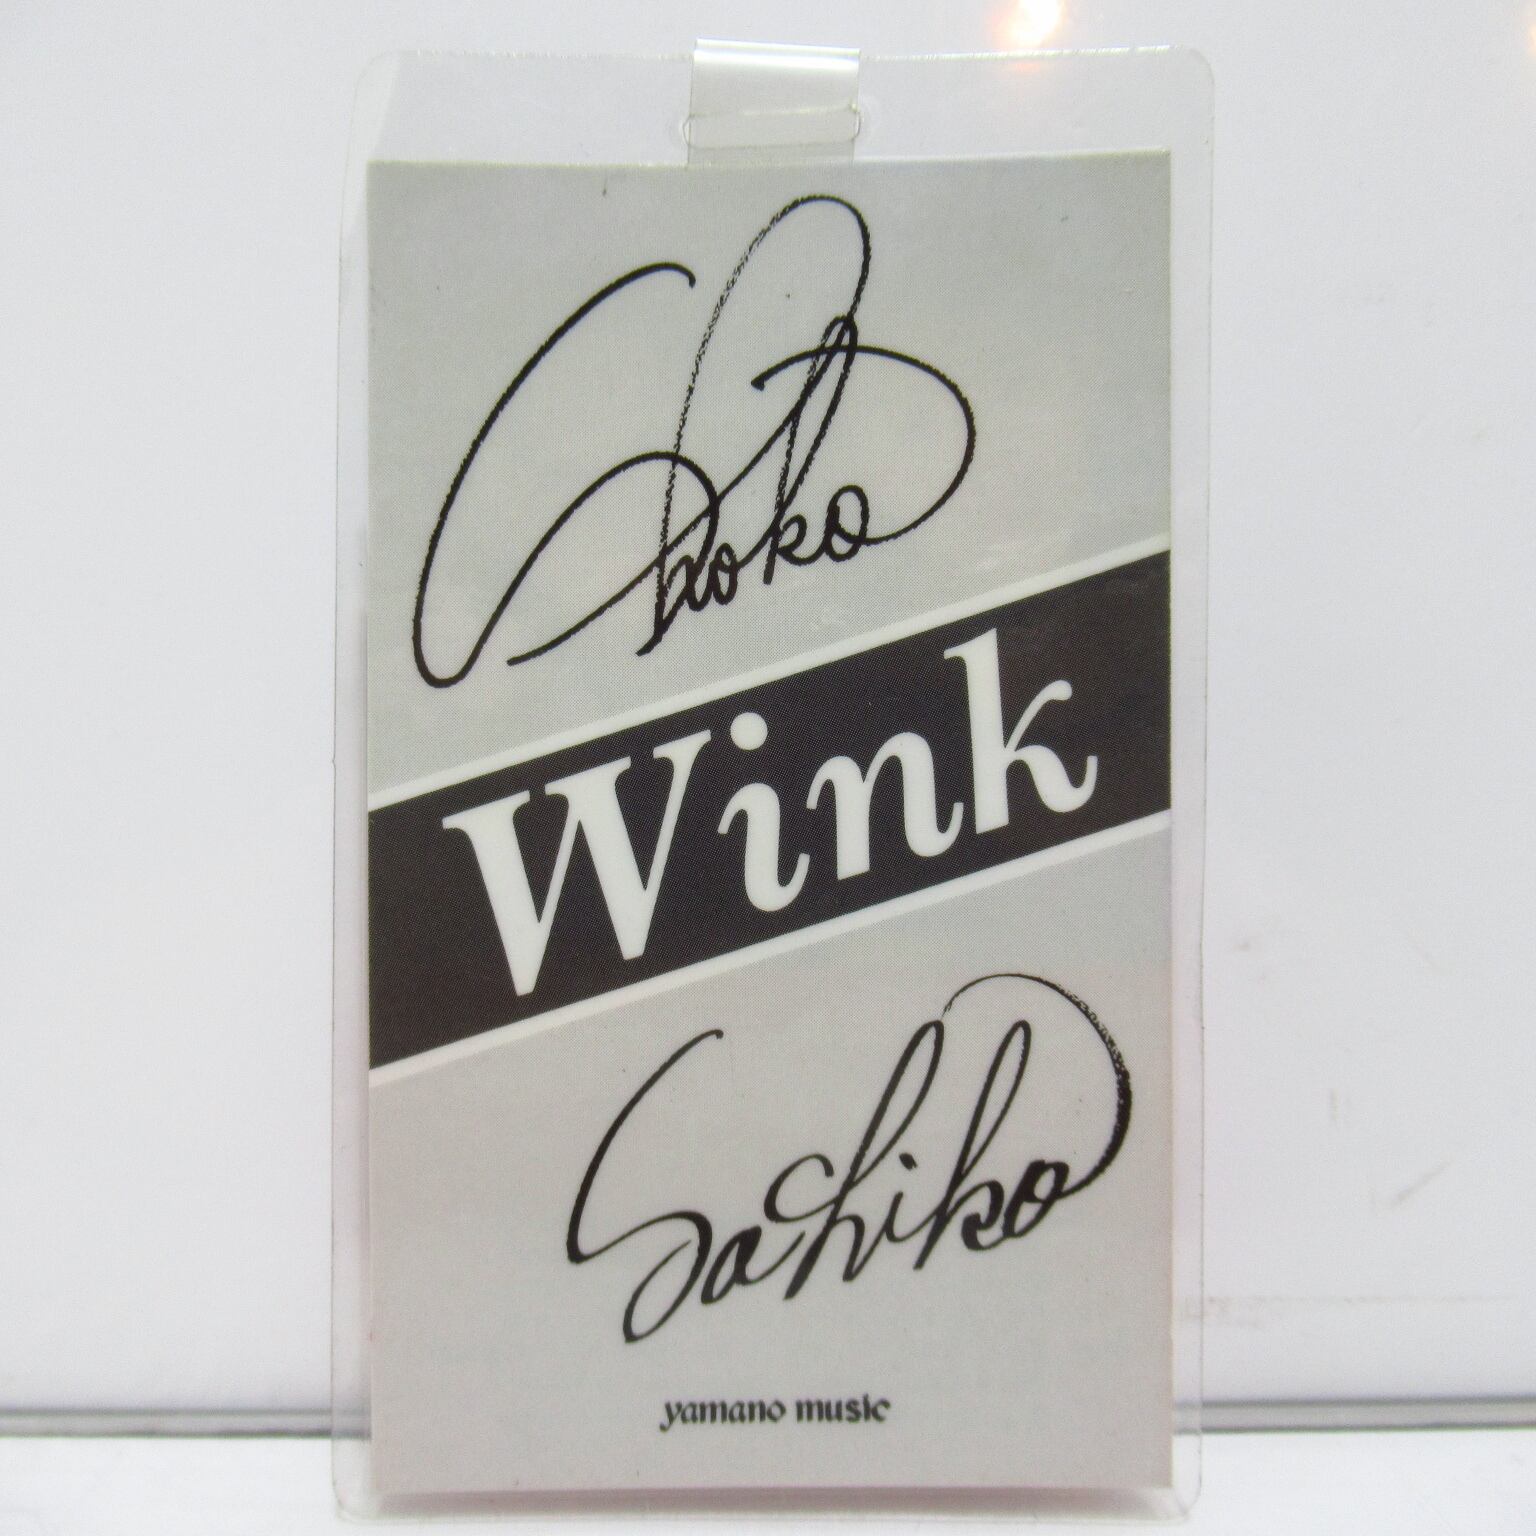 Shoko
Wink
Sachiko
yamano music